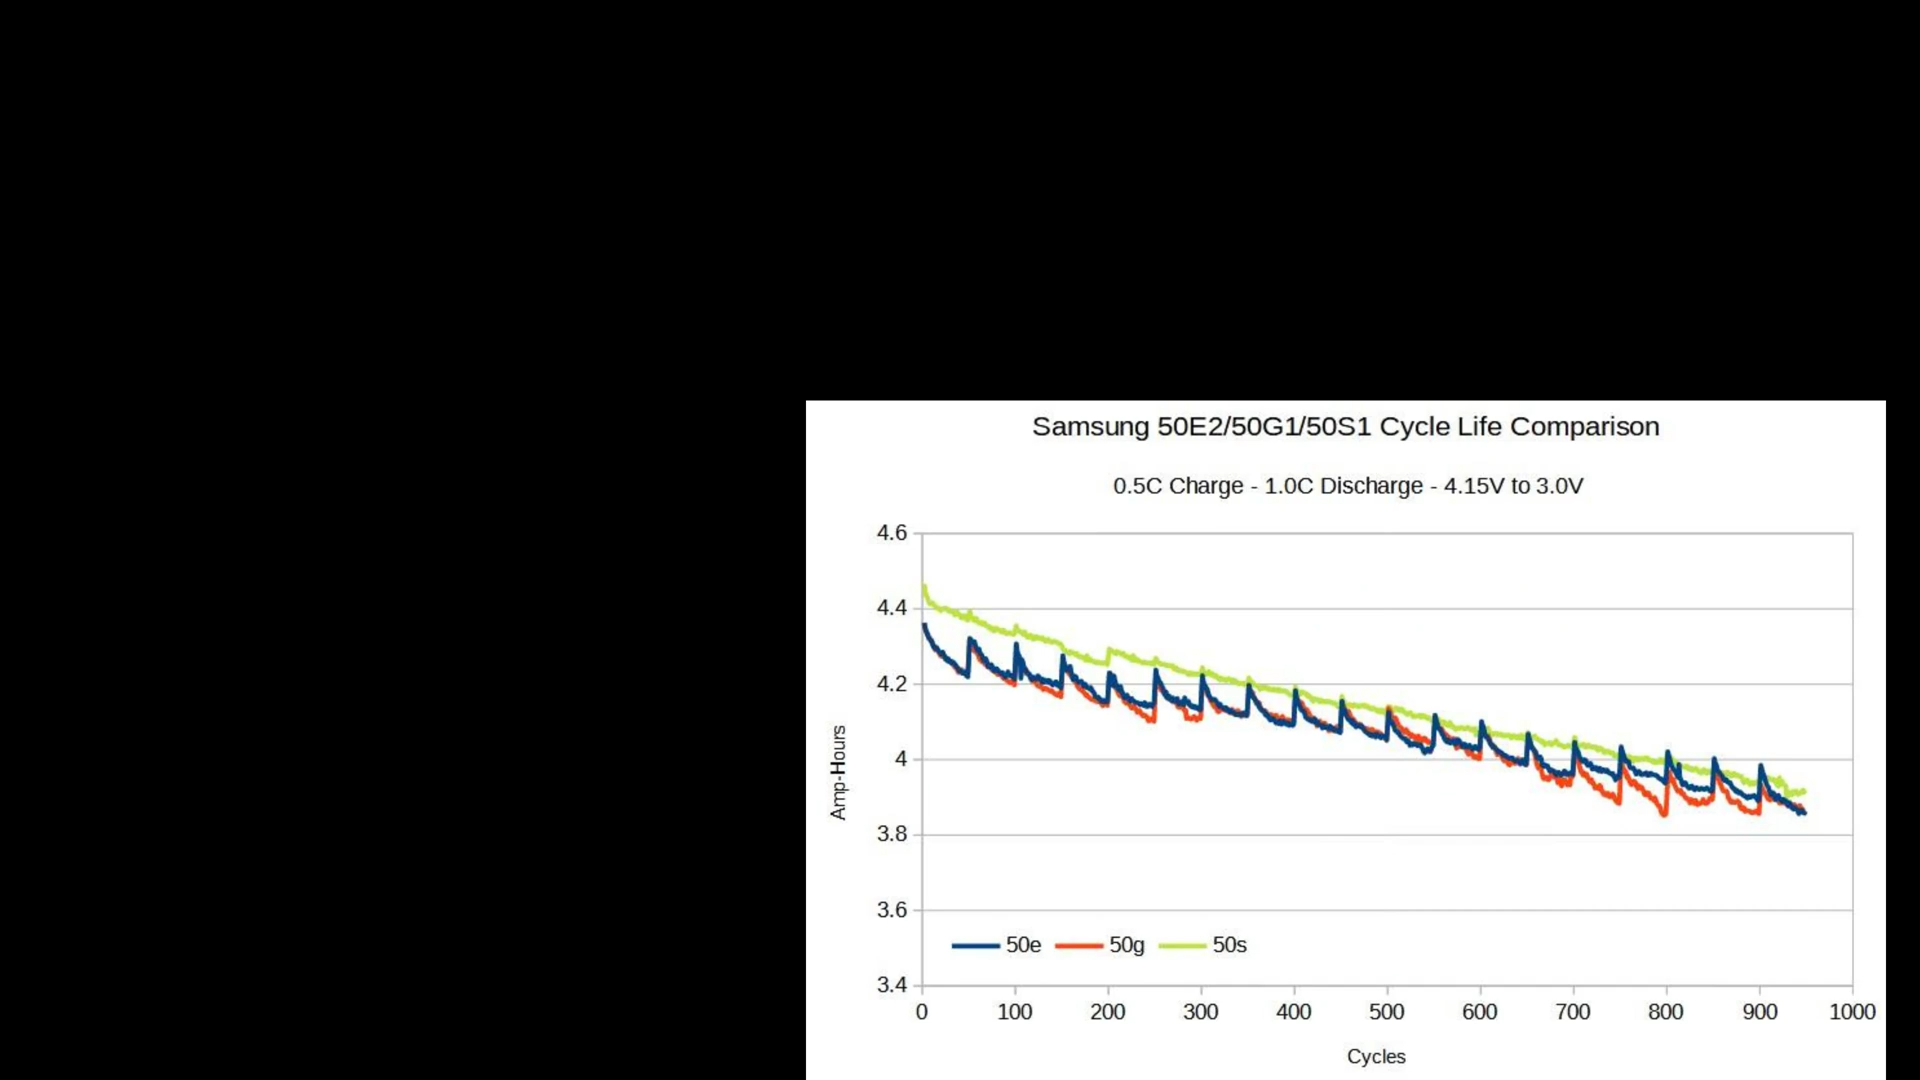 Samsung 50E2/50G1/50S1 Cycle Life Comparison
0.5C Charge - 1.0C Discharge - 4.15V to 3.0V
4.6
4.4
4.2
4
3.8
3.6
3.4
Amp-Hours
50e 50g 50s
0 100 200 300 400 500 600 700 800 900 1000
Cycles